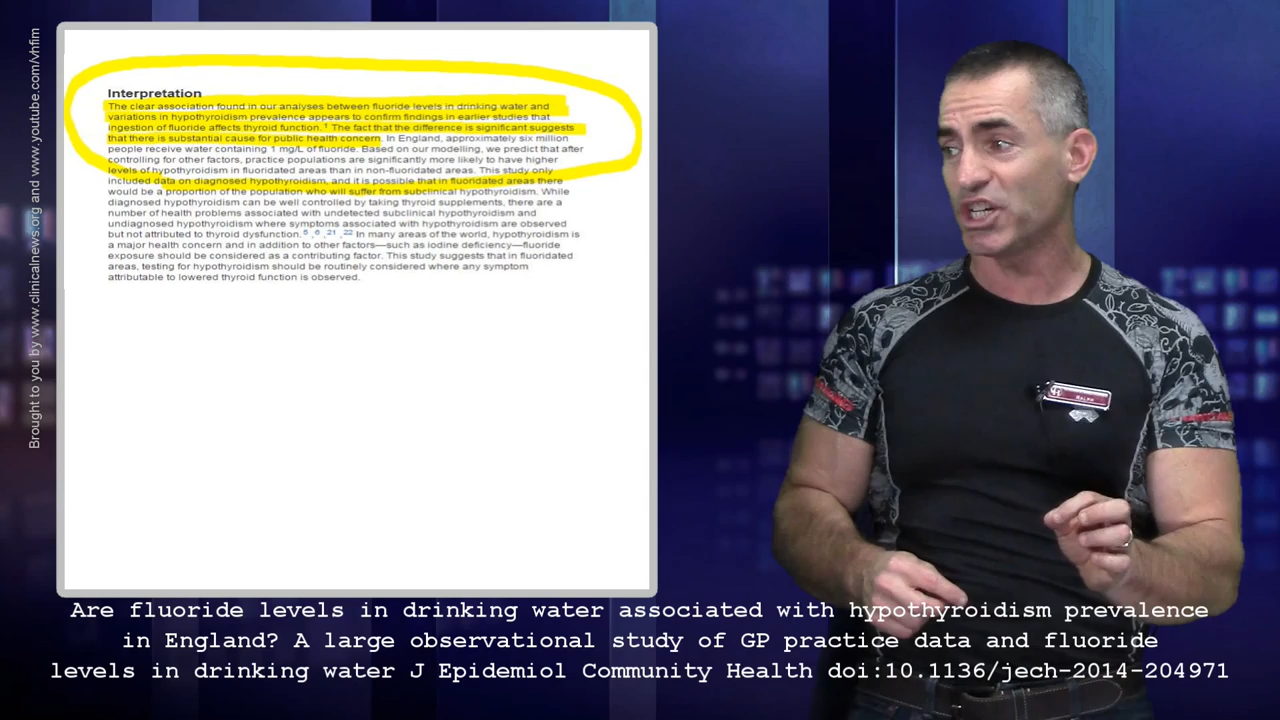 Brought to you by www.clinicalnews.org and www.youtube.com/vhfim
Interpretation
The clear association found in our analyses between fluoride levels in drinking water and
variations in hypothyroidism prevalence appears to confirm findings in earlier studies that
ingestion of fluoride affects thyroid function.1 The fact that the difference is significant suggests
that there is substantial cause for public health concern. In England, approximately six million
people receive water containing 1 mg/L of fluoride. Based on our modelling, we predict that after
controlling for other factors, practice populations are significantly more likely to have higher
levels of hypothyroidism in fluoridated areas than in non-fluoridated areas. This study only
included data on diagnosed hypothyroidism, and it is possible that in fluoridated areas there
would be a proportion of the population who will suffer from subclinical hypothyroidism. While
diagnosed hypothyroidism can be well controlled by taking thyroid supplements, there are a
number of health problems associated with undetected subclinical hypothyroidism and
undiagnosed hypothyroidism where symptoms associated with hypothyroidism are observed
but not attributed to thyroid dysfunction. 6 21 22 In many areas of the world, hypothyroidism is
a major health concern and in addition to other factors—such as iodine deficiency—fluoride
exposure should be considered as a contributing factor. This study suggests that in fluoridated
areas, testing for hypothyroidism should be routinely considered where any symptom
attributable to lowered thyroid function is observed.
RALPH
Are fluoride levels in drinking water associated with hypothyroidism prevalence
in England? A large observational study of GP practice data and fluoride
levels in drinking water J Epidemiol Community Health doi:10.1136/jech-2014-204971